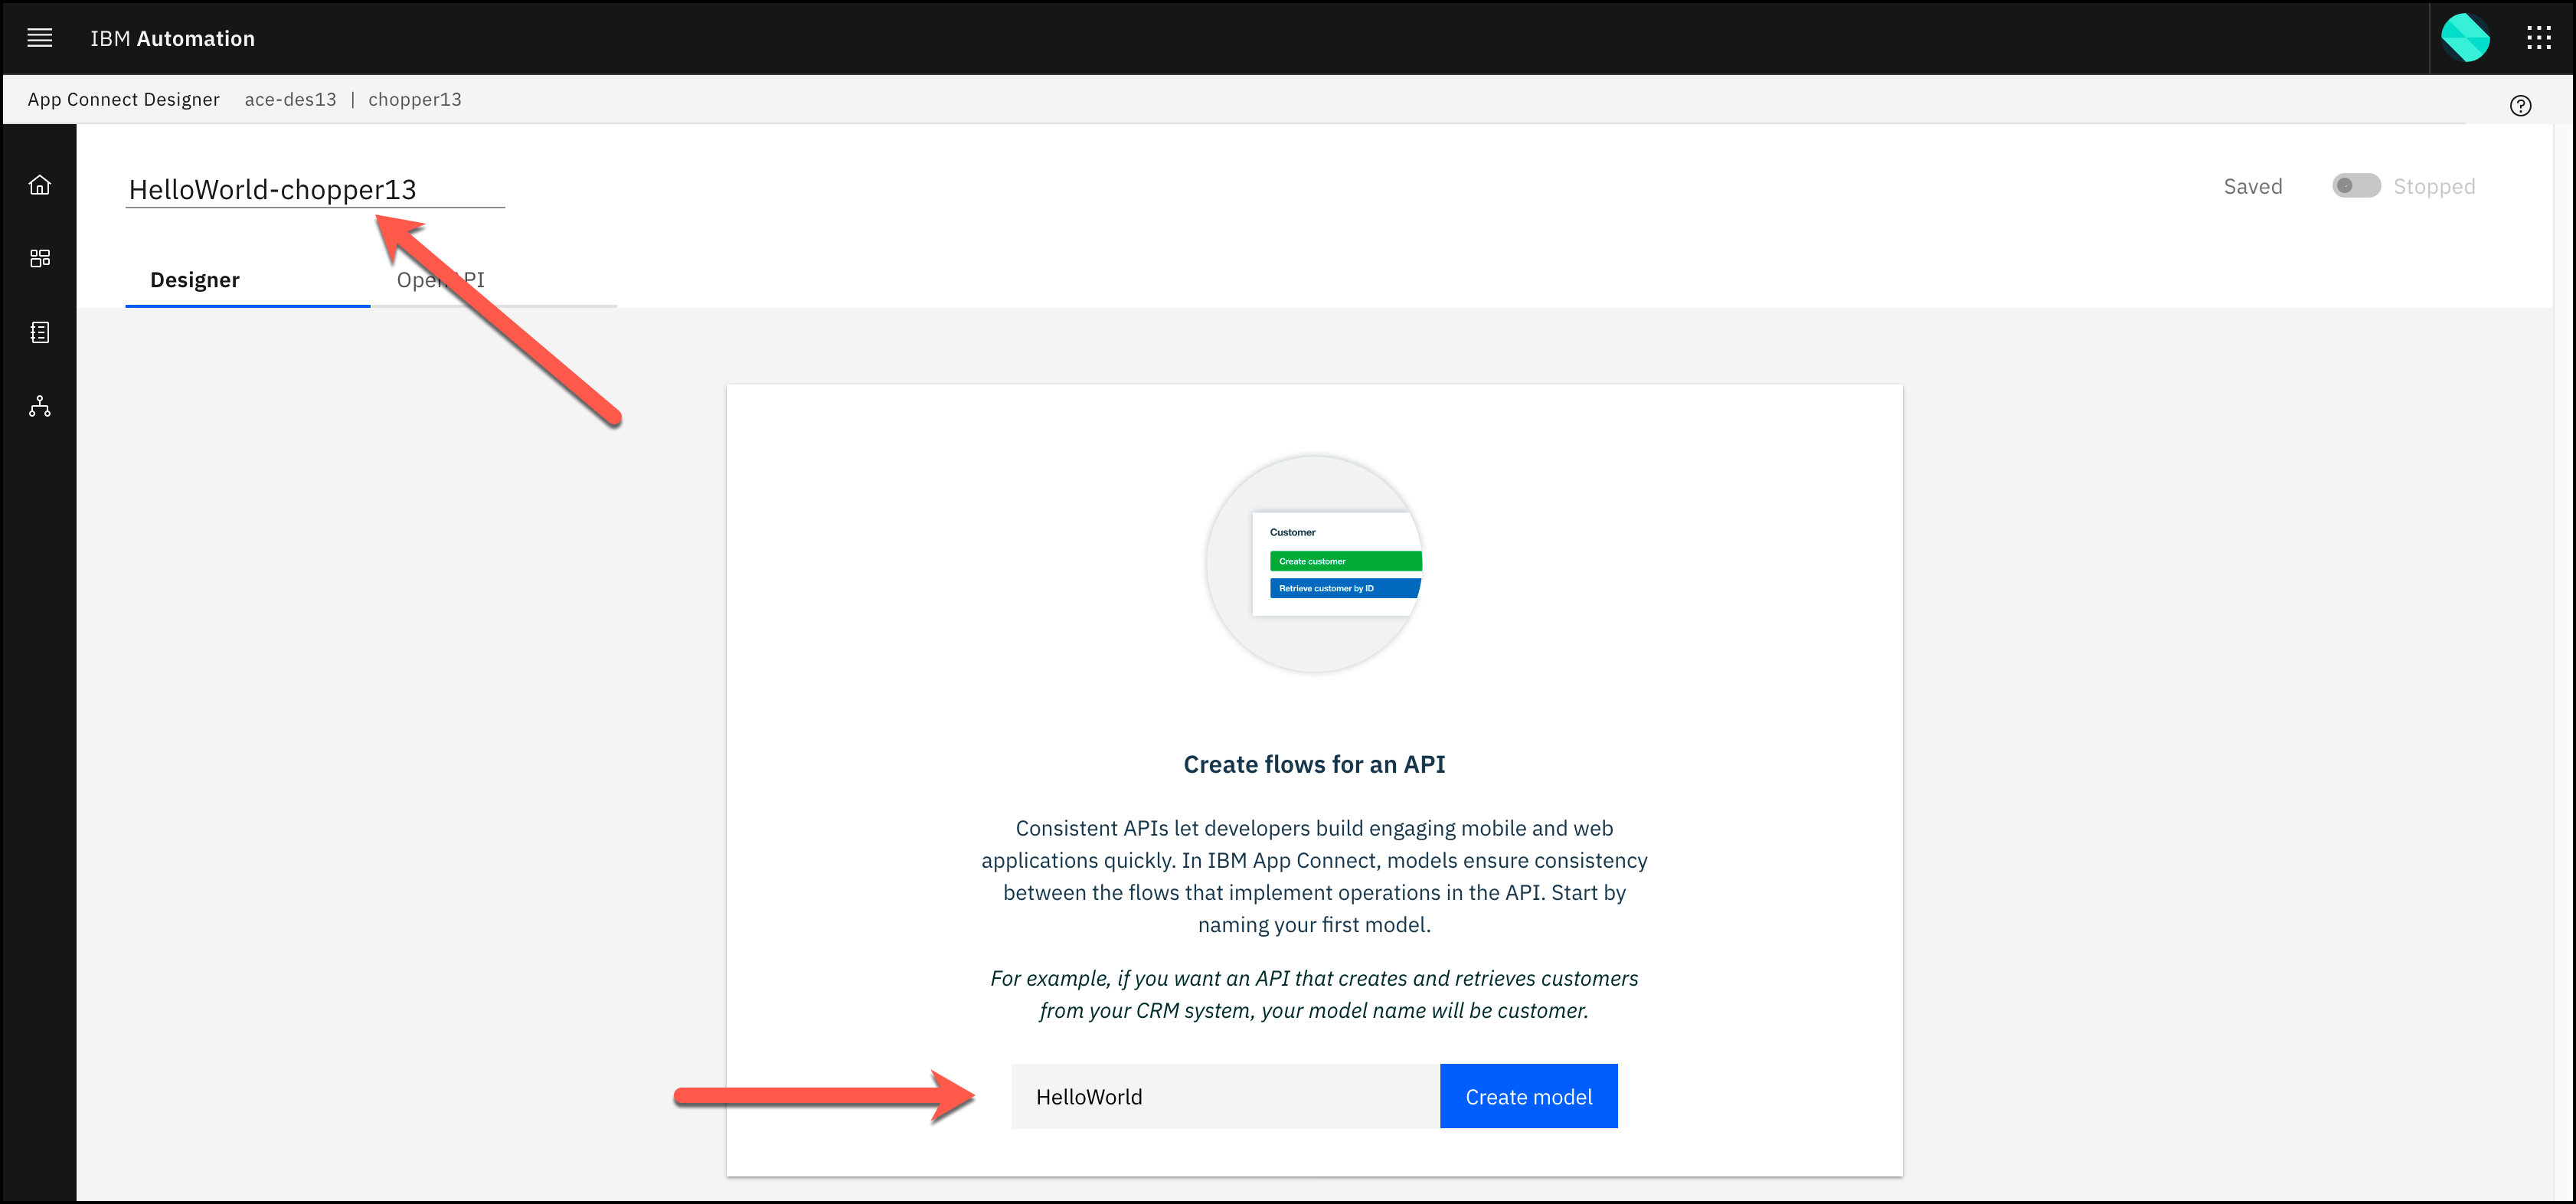 IBM Automation
App Connect Designer ace-des13 | chopper13
HelloWorld-chopper13
Saved Stopped
Designer OpenAPI
Customer
Create customer
Retrieve customer by ID
Create flows for an API
Consistent APIs let developers build engaging mobile and web
applications quickly. In IBM App Connect, models ensure consistency
between the flows that implement operations in the API. Start by
naming your first model.
For example, if you want an API that creates and retrieves customers
from your CRM system, your model name will be customer.
HelloWorld Create model